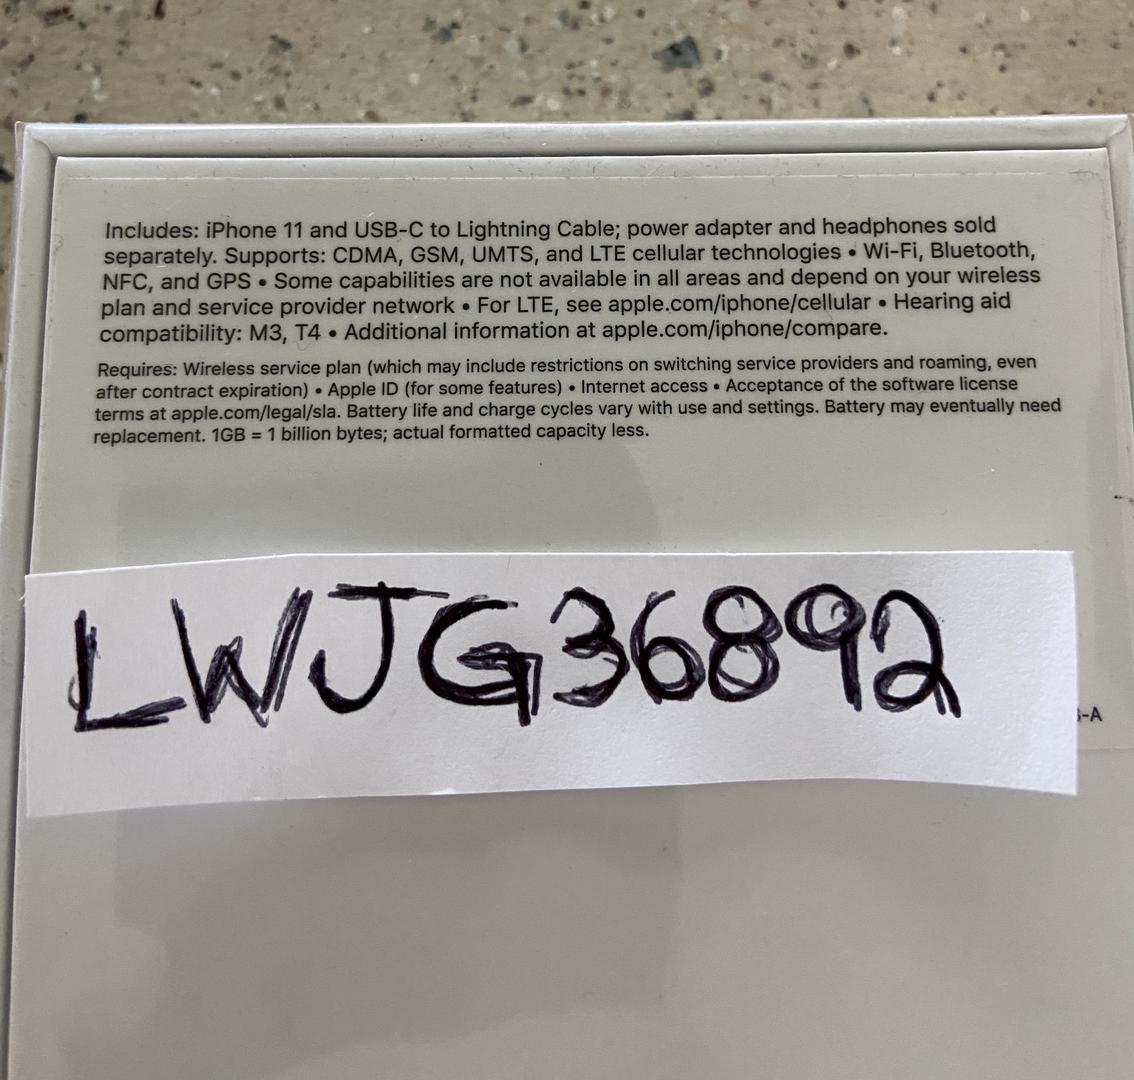 Includes: iPhone 11 and USB-C to Lightning Cable; power adapter and headphones sold
separately. Supports: CDMA, GSM, UMTS, and LTE cellular technologies • Wi-Fi, Bluetooth,
NFC, and GPS • Some capabilities are not available in all areas and depend on your wireless
plan and service provider network • For LTE, see apple.com/iphone/cellular • Hearing aid
compatibility: M3, T4 • Additional information at apple.com/iphone/compare.
Requires: Wireless service plan (which may include restrictions on switching service providers and roaming, even
after contract expiration) • Apple ID (for some features) • Internet access • Acceptance of the software license
terms at apple.com/legal/sla. Battery life and charge cycles vary with use and settings. Battery may eventually need
replacement. 1GB = 1 billion bytes; actual formatted capacity less.
LWJG36892
-A